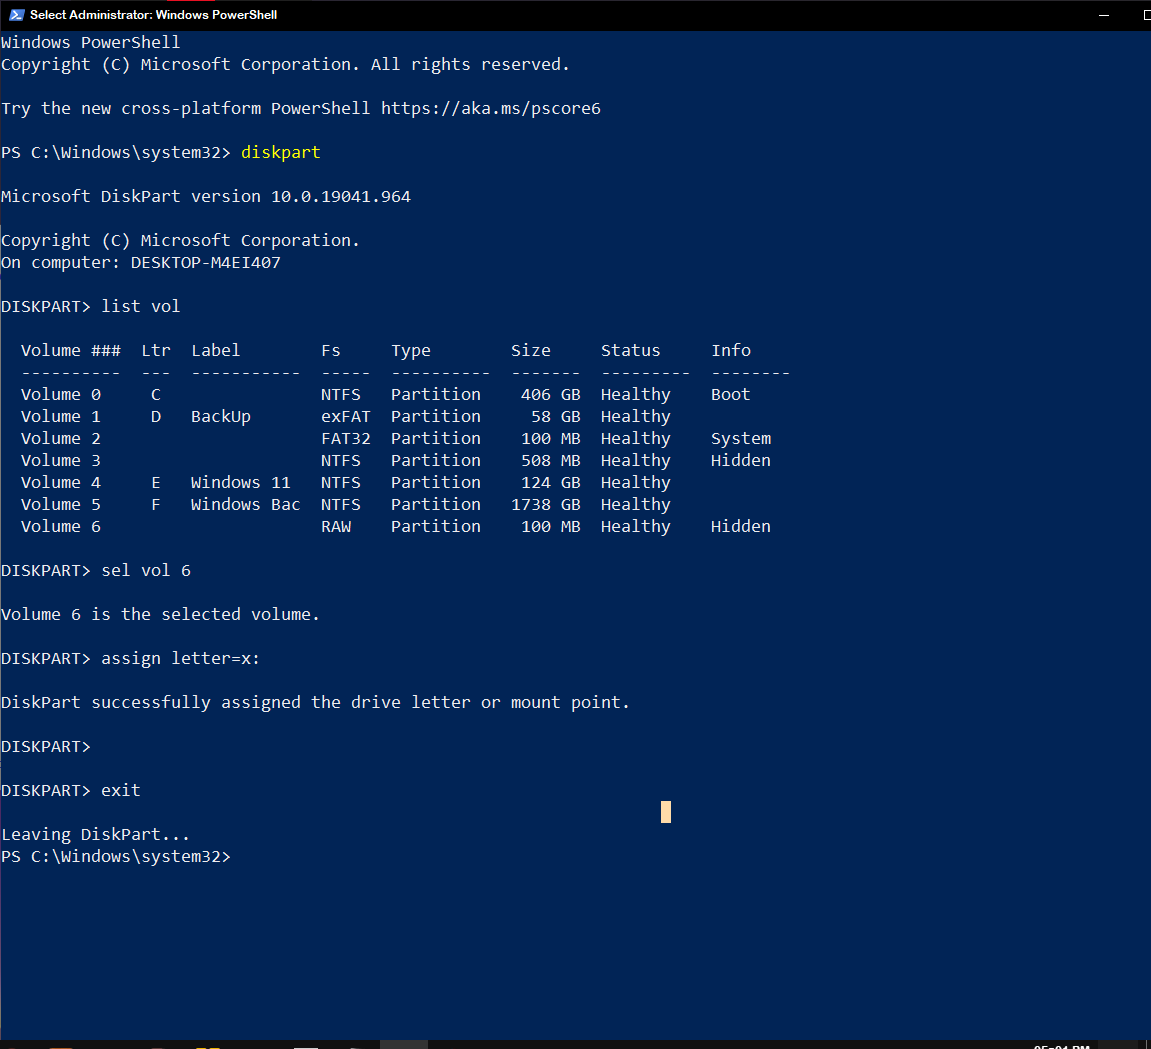 Select Administrator: Windows PowerShell
Windows PowerShell
Copyright (C) Microsoft Corporation. All rights reserved.
Try the new cross-platform PowerShell https://aka.ms/pscore6
PS C:\Windows\system32> diskpart
Microsoft DiskPart version 10.0.19041.964
Copyright (C) Microsoft Corporation.
On computer: DESKTOP-M4EI407
DISKPART> list vol
  Volume ###  Ltr  Label        Fs     Type        Size     Status     Info
  ----------  ---  -----------  -----  ----------  -------  ---------  --------
  Volume 0     C                NTFS   Partition    406 GB  Healthy    Boot
  Volume 1     D   BackUp       exFAT  Partition     58 GB  Healthy
  Volume 2                      FAT32  Partition    100 MB  Healthy    System
  Volume 3                      NTFS   Partition    508 MB  Healthy    Hidden
  Volume 4     E   Windows 11   NTFS   Partition    124 GB  Healthy
  Volume 5     F   Windows Bac  NTFS   Partition   1738 GB  Healthy
  Volume 6                      RAW    Partition    100 MB  Healthy    Hidden
DISKPART> sel vol 6
Volume 6 is the selected volume.
DISKPART> assign letter=x:
DiskPart successfully assigned the drive letter or mount point.
DISKPART>
DISKPART> exit
Leaving DiskPart...
PS C:\Windows\system32>